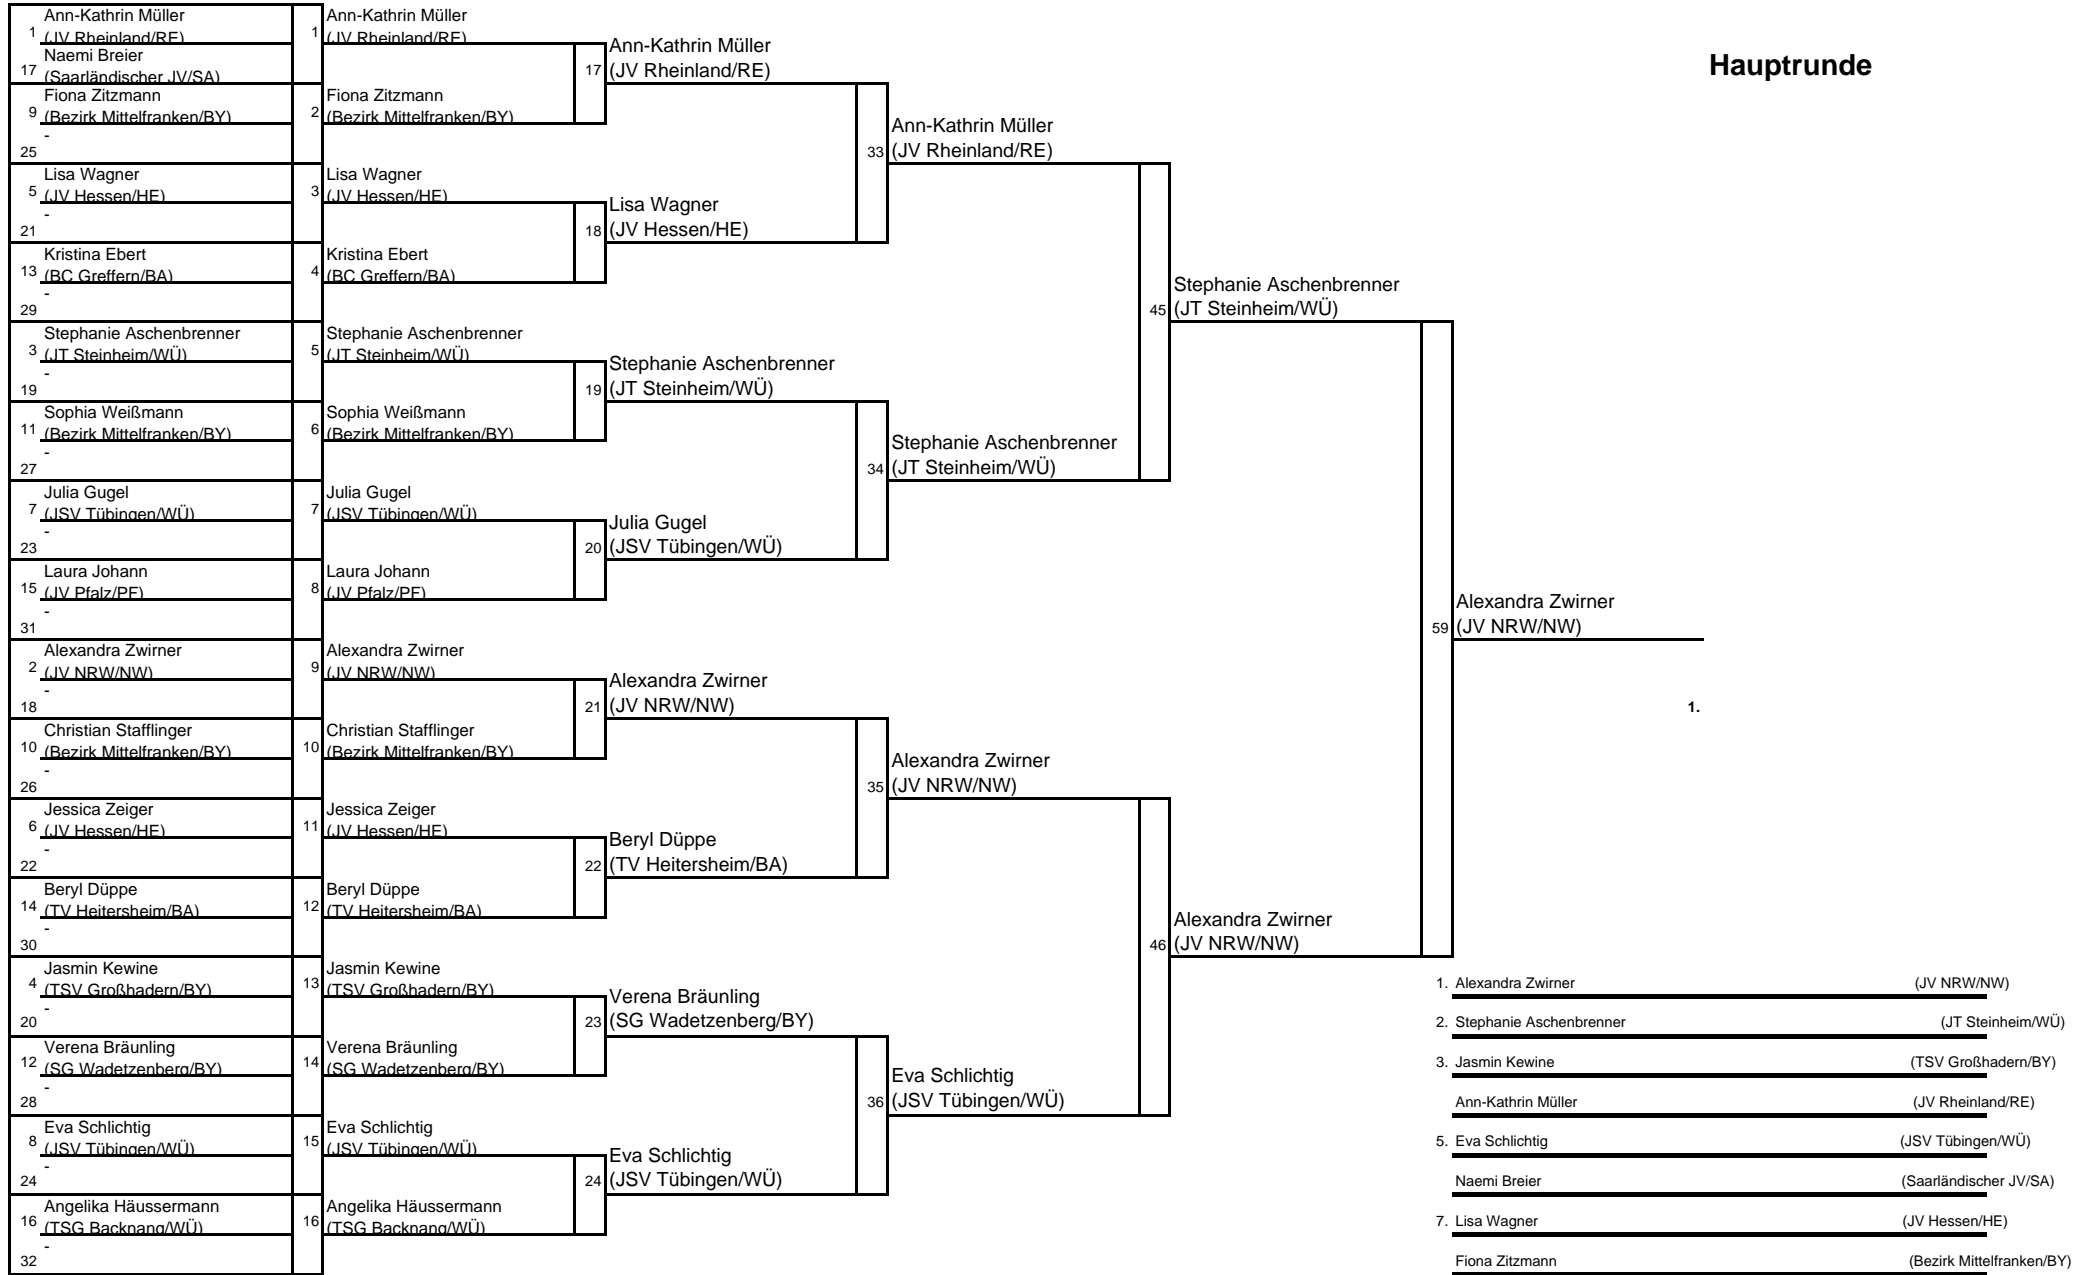 Hauptrunde
1 Ann-Kathrin Müller
(JV Rheinland/RE)
17 Naemi Breier
(Saarländischer JV/SA)
9 Fiona Zitzmann
(Bezirk Mittelfranken/BY)
25 -
5 Lisa Wagner
(JV Hessen/HE)
21 -
13 Kristina Ebert
(BC Greffern/BA)
29 -
3 Stephanie Aschenbrenner
(JT Steinheim/WÜ)
19 -
11 Sophia Weißmann
(Bezirk Mittelfranken/BY)
27 -
7 Julia Gugel
(JSV Tübingen/WÜ)
23 -
15 Laura Johann
(JV Pfalz/PF)
31 -
2 Alexandra Zwirner
(JV NRW/NW)
18 -
10 Christian Stafflinger
(Bezirk Mittelfranken/BY)
26 -
6 Jessica Zeiger
(JV Hessen/HE)
22 -
14 Beryl Düppe
(TV Heitersheim/BA)
30 -
4 Jasmin Kewine
(TSV Großhadern/BY)
20 -
12 Verena Bräunling
(SG Wadetzenberg/BY)
28 -
8 Eva Schlichtig
(JSV Tübingen/WÜ)
24 -
16 Angelika Häussermann
(TSG Backnang/WÜ)
32 -
1 Ann-Kathrin Müller
(JV Rheinland/RE)
2 Fiona Zitzmann
(Bezirk Mittelfranken/BY)
3 Lisa Wagner
(JV Hessen/HE)
4 Kristina Ebert
(BC Greffern/BA)
5 Stephanie Aschenbrenner
(JT Steinheim/WÜ)
6 Sophia Weißmann
(Bezirk Mittelfranken/BY)
7 Julia Gugel
(JSV Tübingen/WÜ)
8 Laura Johann
(JV Pfalz/PF)
9 Alexandra Zwirner
(JV NRW/NW)
10 Christian Stafflinger
(Bezirk Mittelfranken/BY)
11 Jessica Zeiger
(JV Hessen/HE)
12 Beryl Düppe
(TV Heitersheim/BA)
13 Jasmin Kewine
(TSV Großhadern/BY)
14 Verena Bräunling
(SG Wadetzenberg/BY)
15 Eva Schlichtig
(JSV Tübingen/WÜ)
16 Angelika Häussermann
(TSG Backnang/WÜ)
17 Ann-Kathrin Müller
(JV Rheinland/RE)
18 Lisa Wagner
(JV Hessen/HE)
19 Stephanie Aschenbrenner
(JT Steinheim/WÜ)
20 Julia Gugel
(JSV Tübingen/WÜ)
21 Alexandra Zwirner
(JV NRW/NW)
22 Beryl Düppe
(TV Heitersheim/BA)
23 Verena Bräunling
(SG Wadetzenberg/BY)
24 Eva Schlichtig
(JSV Tübingen/WÜ)
33 Ann-Kathrin Müller
(JV Rheinland/RE)
34 Stephanie Aschenbrenner
(JT Steinheim/WÜ)
35 Alexandra Zwirner
(JV NRW/NW)
36 Eva Schlichtig
(JSV Tübingen/WÜ)
45 Stephanie Aschenbrenner
(JT Steinheim/WÜ)
46 Alexandra Zwirner
(JV NRW/NW)
59 Alexandra Zwirner
(JV NRW/NW)
1.
1. Alexandra Zwirner (JV NRW/NW)
2. Stephanie Aschenbrenner (JT Steinheim/WÜ)
3. Jasmin Kewine (TSV Großhadern/BY)
Ann-Kathrin Müller (JV Rheinland/RE)
5. Eva Schlichtig (JSV Tübingen/WÜ)
Naemi Breier (Saarländischer JV/SA)
7. Lisa Wagner (JV Hessen/HE)
Fiona Zitzmann (Bezirk Mittelfranken/BY)